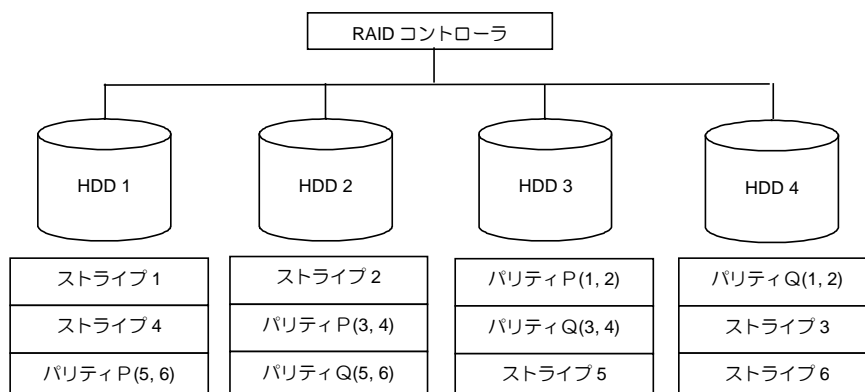 RAID コントローラ
HDD 1
HDD 2
HDD 3
HDD 4
ストライプ 1
ストライプ 2
パリティ P(1, 2)
パリティ Q(1, 2)
ストライプ 4
パリティ P(3, 4)
パリティ Q(3, 4)
ストライプ 3
パリティ P(5, 6)
パリティ Q(5, 6)
ストライプ 5
ストライプ 6